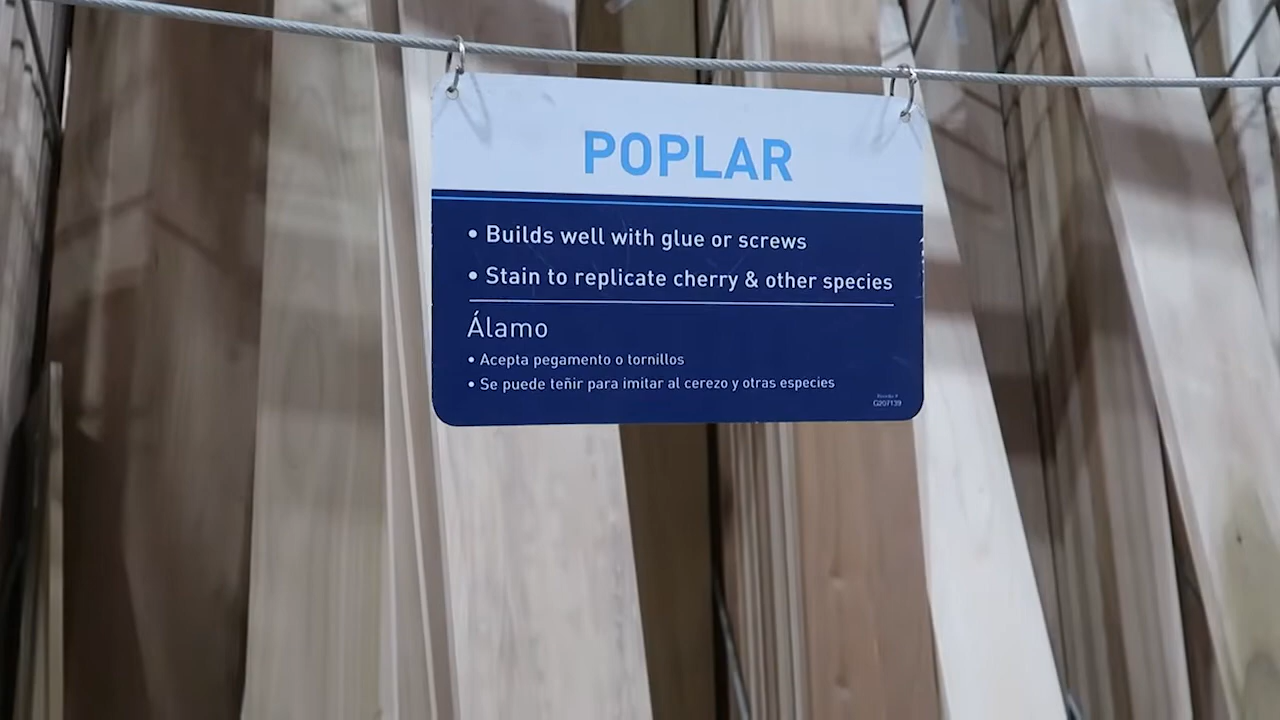 POPLAR
• Builds well with glue or screws
• Stain to replicate cherry & other species
Álamo
• Acepta pegamento o tornillos
• Se puede teñir para imitar al cerezo y otras especies
G207139